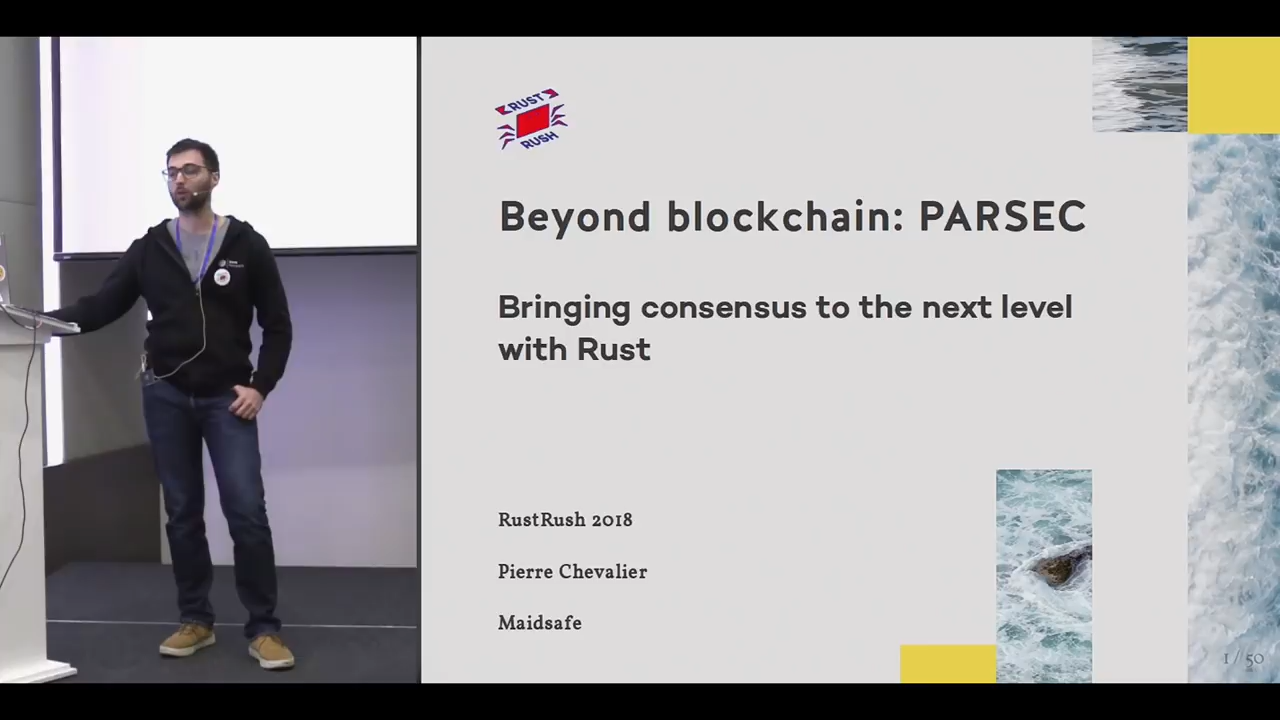 RUST
RUSH
Beyond blockchain: PARSEC
Bringing consensus to the next level
with Rust
RustRush 2018
Pierre Chevalier
Maidsafe
1 / 50